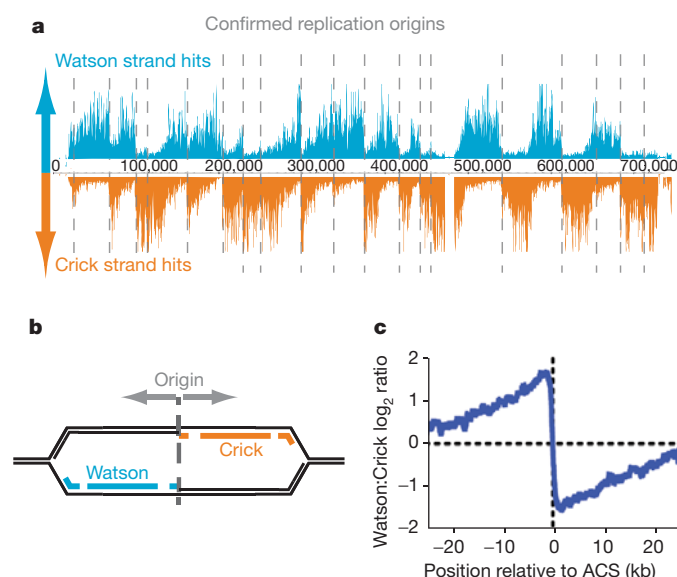 a
Confirmed replication origins
Watson strand hits
0 100,000 200,000 300,000 400,000 500,000 600,000 700,000
Crick strand hits
b
Origin
Crick
Watson
c
Watson:Crick log2 ratio
2
1
0
−1
−2
−20 −10 0 10 20
Position relative to ACS (kb)